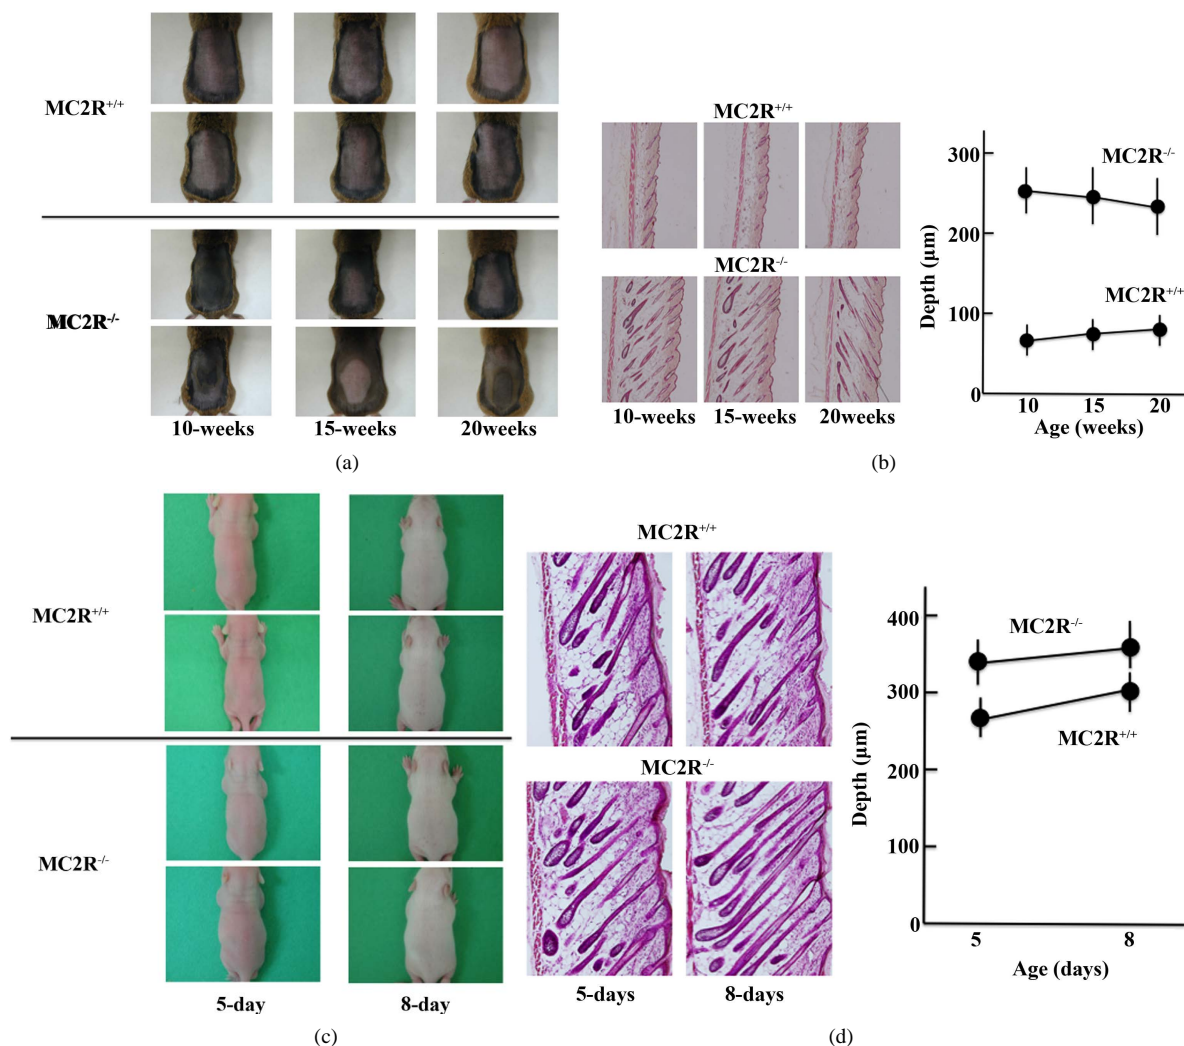 MC2R+/+
MC2R-/-
10-weeks
15-weeks
20weeks
(a)
MC2R+/+
MC2R-/-
10-weeks
15-weeks
20weeks
Depth (µm)
300
200
100
0
MC2R-/-
MC2R+/+
10
15
20
Age (weeks)
(b)
MC2R+/+
MC2R-/-
5-day
8-day
(c)
MC2R+/+
MC2R-/-
5-days
8-days
Depth (µm)
400
300
200
100
0
MC2R-/-
MC2R+/+
5
8
Age (days)
(d)